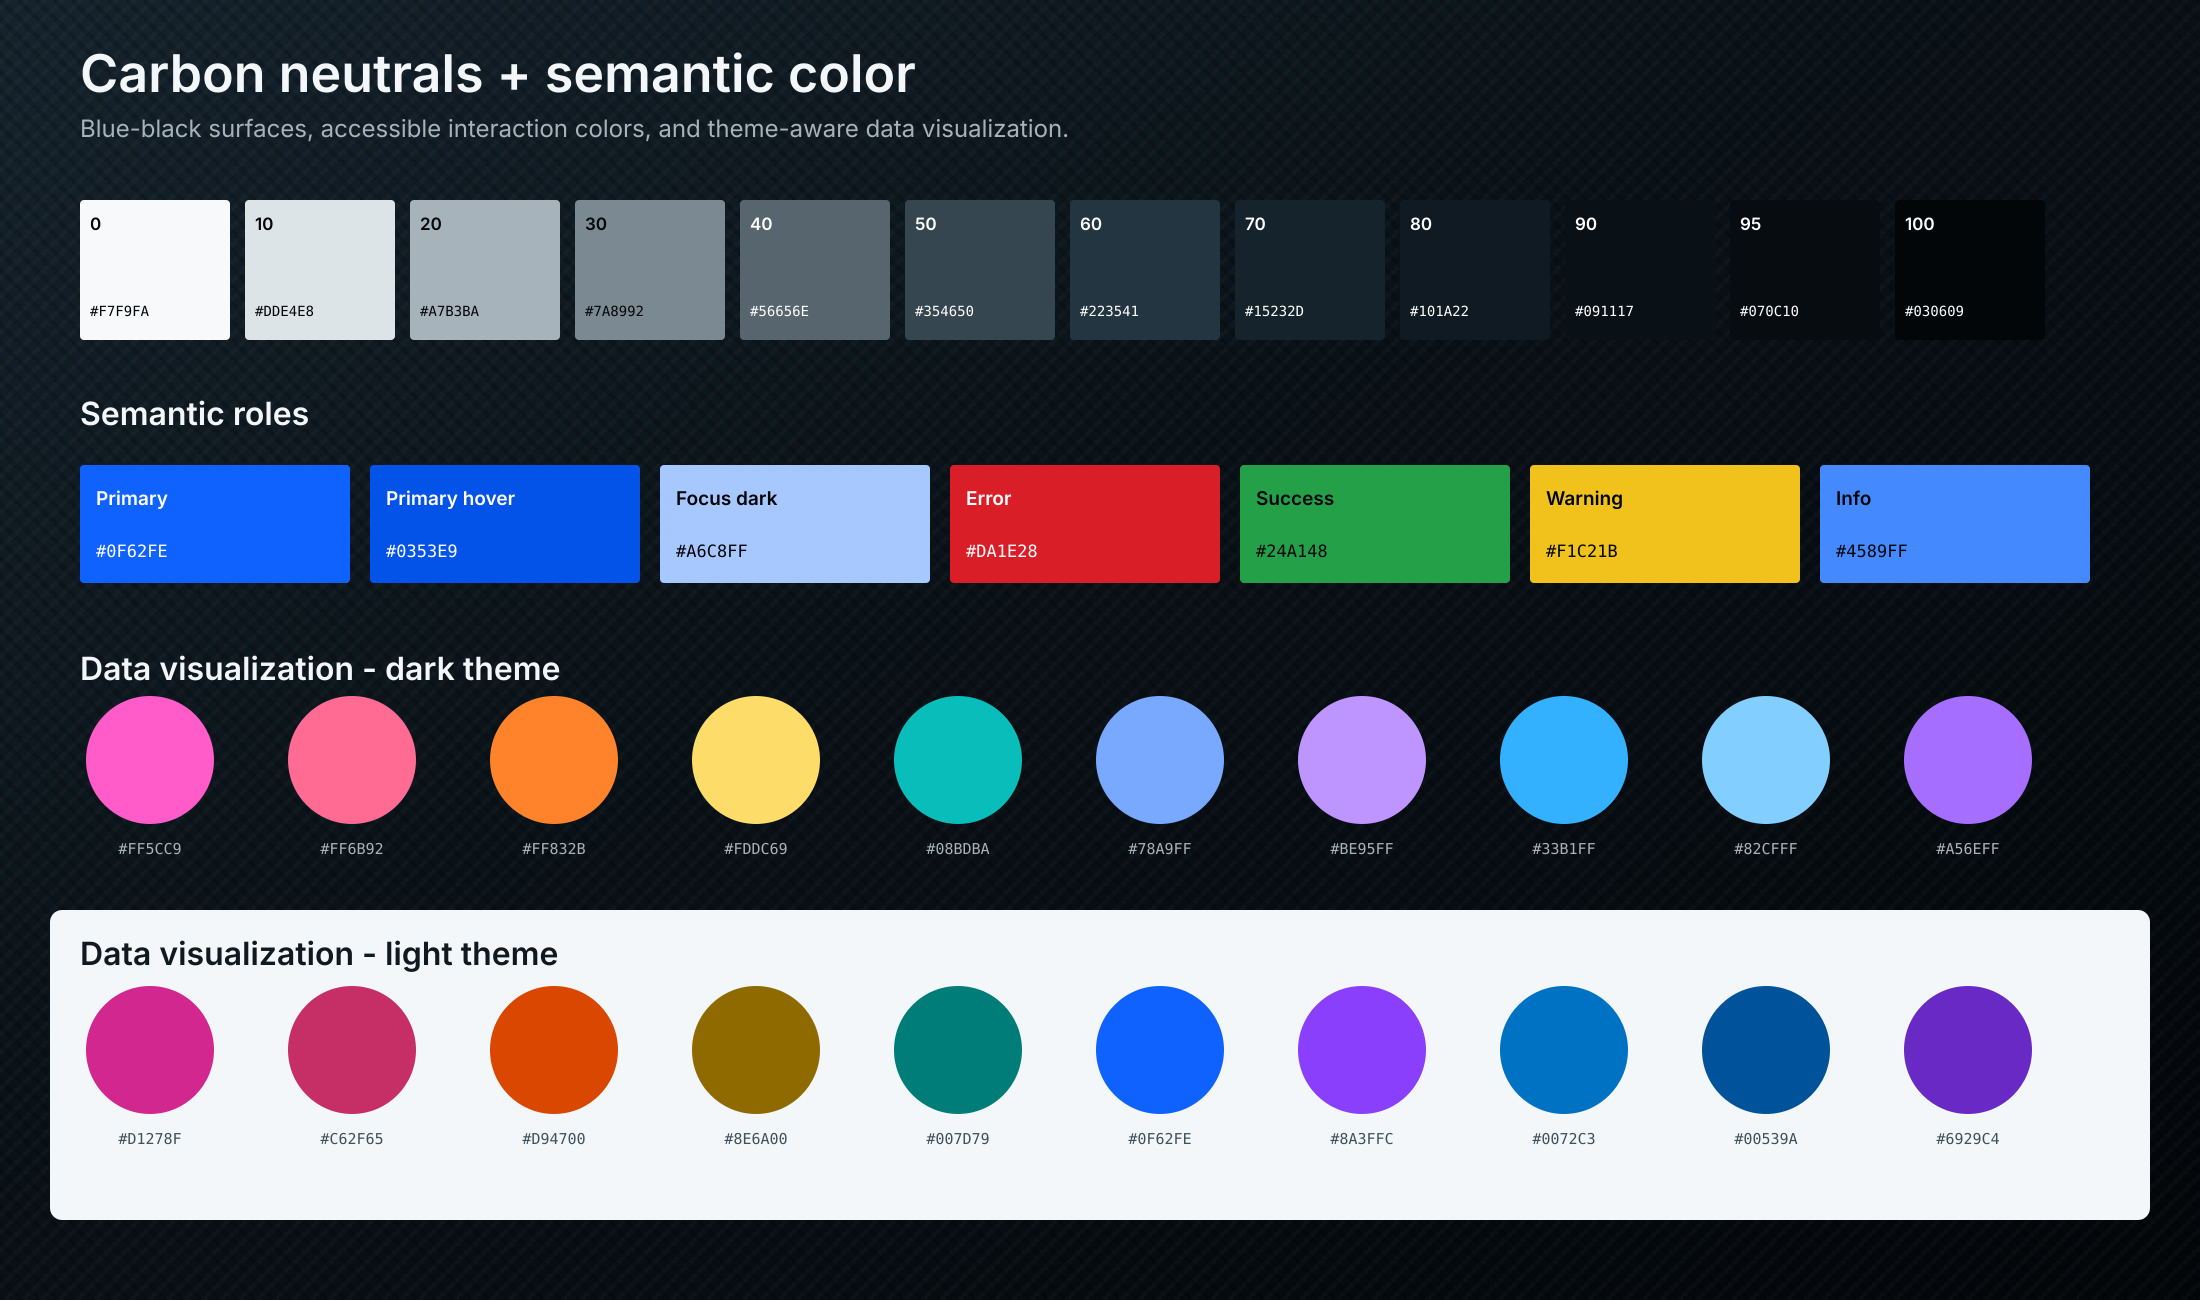 Carbon neutrals + semantic color
Blue-black surfaces, accessible interaction colors, and theme-aware data visualization.
0 10 20 30 40 50 60 70 80 90 95 100
#F7F9FA #DDE4E8 #A7B3BA #7A8992 #56656E #354650 #223541 #15232D #101A22 #091117 #070C10 #030609
Semantic roles
Primary Primary hover Focus dark Error Success Warning Info
#0F62FE #0353E9 #A6C8FF #DA1E28 #24A148 #F1C21B #4589FF
Data visualization - dark theme
#FF5CC9 #FF6B92 #FF832B #FDDC69 #08BDBA #78A9FF #BE95FF #33B1FF #82CFFF #A56EFF
Data visualization - light theme
#D1278F #C62F65 #D94700 #8E6A00 #007D79 #0F62FE #8A3FFC #0072C3 #00539A #6929C4